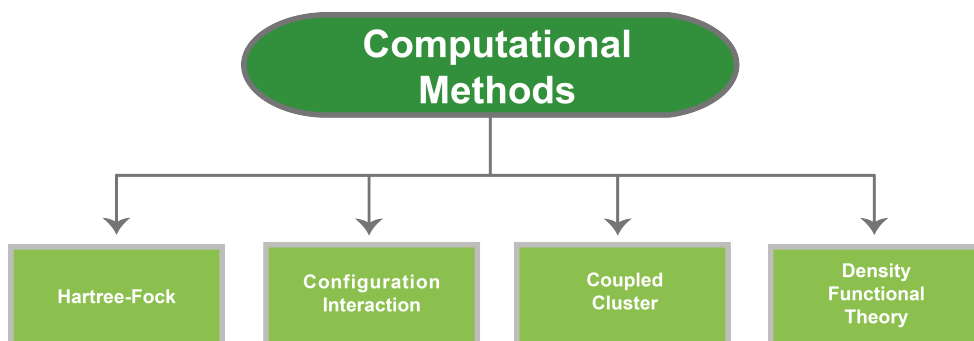 Computational
Methods
Hartree-Fock
Configuration
Interaction
Coupled
Cluster
Density
Functional
Theory